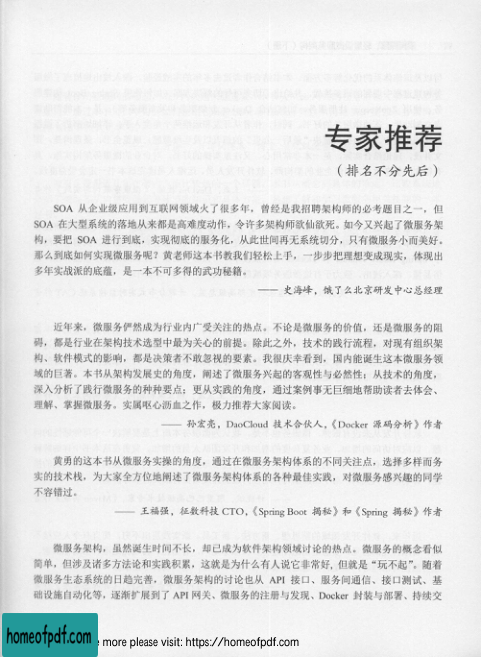 专家推荐
(排名不分先后)
SOA 从企业级应用到互联网领域火了很多年，曾经是我招聘架构师的必考题目之一，但
SOA 在大型系统的落地从来都是高难度动作，令许多架构师欲仙欲死。如今又兴起了微服务架
构，要把 SOA 进行到底，实现彻底的服务化，从此世间再无系统切分，只有微服务小而美好。
那么到底如何实现微服务呢？黄老师这本书教我们轻松上手，一步步把理想变成现实，体现出
多年实战派的底蕴，是一本不可多得的武功秘籍。
—— 史海峰，饿了么北京研发中心总经理
近年来，微服务俨然成为行业内广受关注的热点。不论是微服务的价值，还是微服务的阻
碍，都是行业在架构技术选型中最为关心的前提。除此之外，技术的践行流程，对现有组织架
构、软件模式的影响，都是决策者不敢忽视的要素。我很庆幸看到，国内能诞生这本微服务领
域的巨著。本书从架构发展史的角度，阐述了微服务兴起的客观性与必然性；从技术的角度，
深入分析了践行微服务的种种要点；更从实践的角度，通过案例事无巨细地帮助读者去体会、
理解、掌握微服务。实属呕心沥血之作，极力推荐大家阅读。
—— 孙宏亮，DaoCloud 技术合伙人，《Docker 源码分析》作者
黄勇的这本书从微服务实操的角度，通过在微服务架构体系的不同关注点，选择多样而务
实的技术栈，为大家全方位地阐述了微服务架构体系的各种最佳实践，对微服务感兴趣的同学
不容错过。
—— 王福强，征数科技 CTO，《Spring Boot 揭秘》和《Spring 揭秘》作者
微服务架构，虽然诞生时间不长，却已成为软件架构领域讨论的热点。微服务的概念看似
简单，但涉及诸多方法论和实践积累，这就是为什么有人说它非常好，但就是“玩不起”。随着
微服务生态系统的日趋完善，微服务架构的讨论也从 API 接口、服务间通信、接口测试、基
础设施自动化等，逐渐扩展到了 API 网关、微服务的注册与发现、Docker 封装与部署、持续交
homeofpdf.com
e more please visit: https://homeofpdf.com